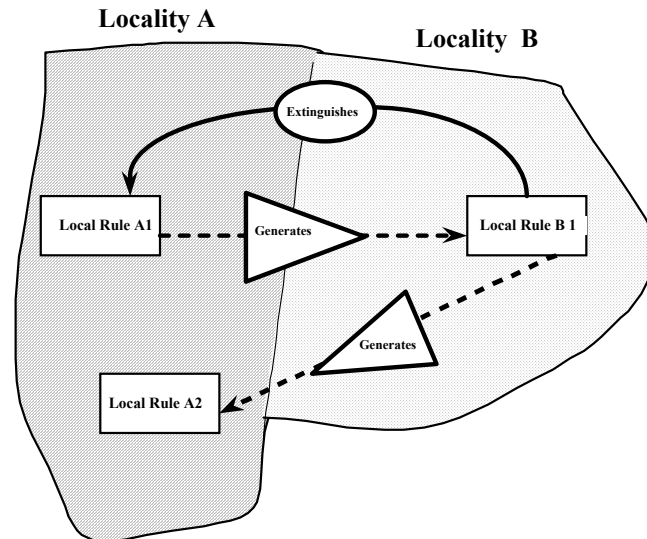 Locality A
Locality B
Extinguishes
Local Rule A1
Generates
Local Rule B 1
Generates
Local Rule A2